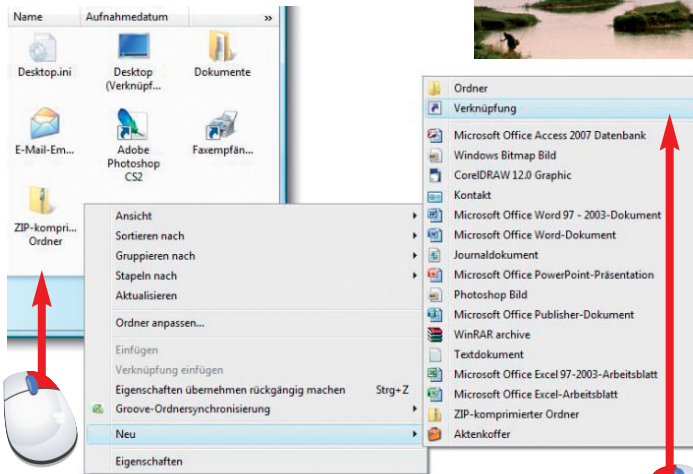 Name Aufnahmedatum »
Desktop.ini
Desktop
(Verknüpf...
Dokumente
E-Mail-Em...
Adobe
Photoshop
CS2
Faxempfän...
ZIP-kompri...
Ordner
Ansicht
Sortieren nach
Gruppieren nach
Stapeln nach
Aktualisieren
Ordner anpassen...
Einfügen
Verknüpfung einfügen
Eigenschaften übernehmen rückgängig machen Strg+Z
Groove-Ordnersynchronisierung
Neu
Eigenschaften
Ordner
Verknüpfung
Microsoft Office Access 2007 Datenbank
Windows Bitmap Bild
CorelDRAW 12.0 Graphic
Kontakt
Microsoft Office Word 97 - 2003-Dokument
Microsoft Office Word-Dokument
Journaldokument
Microsoft Office PowerPoint-Präsentation
Photoshop Bild
Microsoft Office Publisher-Dokument
WinRAR archive
Textdokument
Microsoft Office Excel 97-2003-Arbeitsblatt
Microsoft Office Excel-Arbeitsblatt
ZIP-komprimierter Ordner
Aktenkoffer